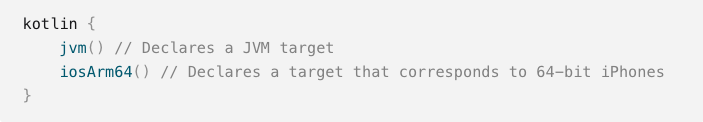 kotlin {
    jvm() // Declares a JVM target
    iosArm64() // Declares a target that corresponds to 64-bit iPhones
}